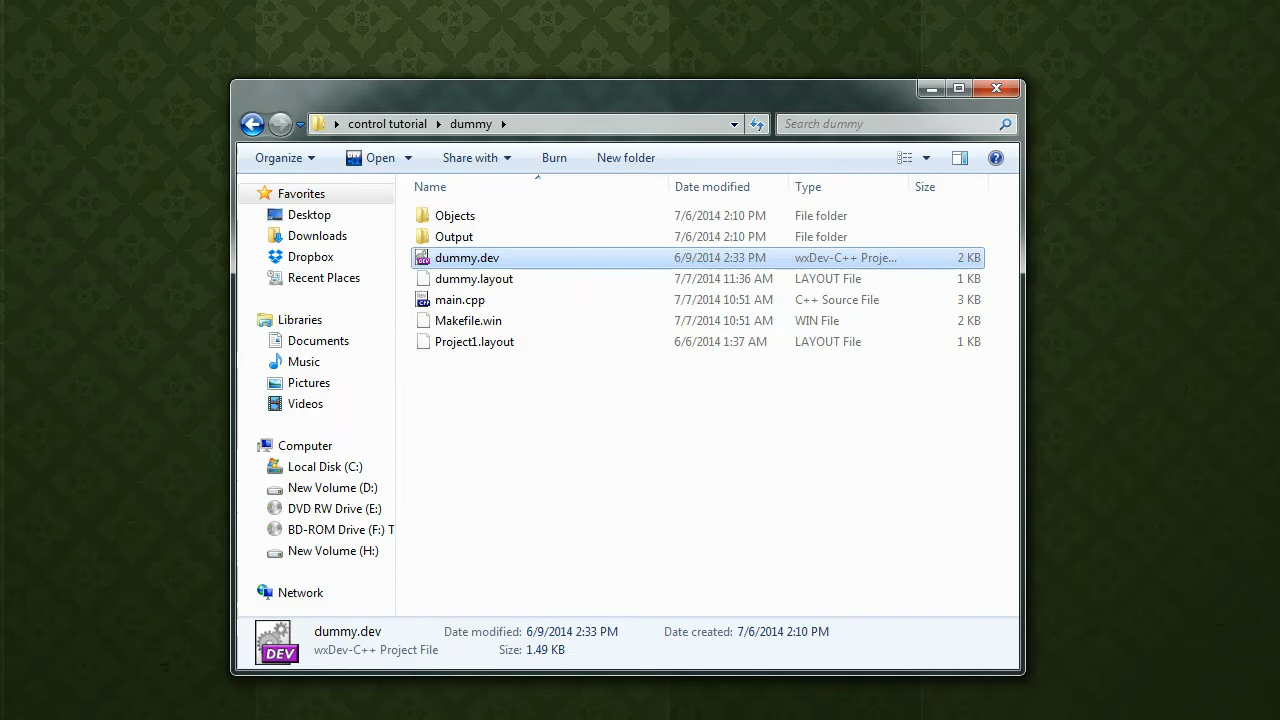 control tutorial dummy Search dummy
Organize Open Share with Burn New folder
Favorites
Desktop
Downloads
Dropbox
Recent Places
Libraries
Documents
Music
Pictures
Videos
Computer
Local Disk (C:)
New Volume (D:)
DVD RW Drive (E:)
BD-ROM Drive (F:) T
New Volume (H:)
Network
Name Date modified Type Size
Objects 7/6/2014 2:10 PM File folder
Output 7/6/2014 2:10 PM File folder
dummy.dev 6/9/2014 2:33 PM wxDev-C++ Proje... 2 KB
dummy.layout 7/7/2014 11:36 AM LAYOUT File 1 KB
main.cpp 7/7/2014 10:51 AM C++ Source File 3 KB
Makefile.win 7/7/2014 10:51 AM WIN File 2 KB
Project1.layout 6/6/2014 1:37 AM LAYOUT File 1 KB
DEV
dummy.dev Date modified: 6/9/2014 2:33 PM Date created: 7/6/2014 2:10 PM
wxDev-C++ Project File Size: 1.49 KB